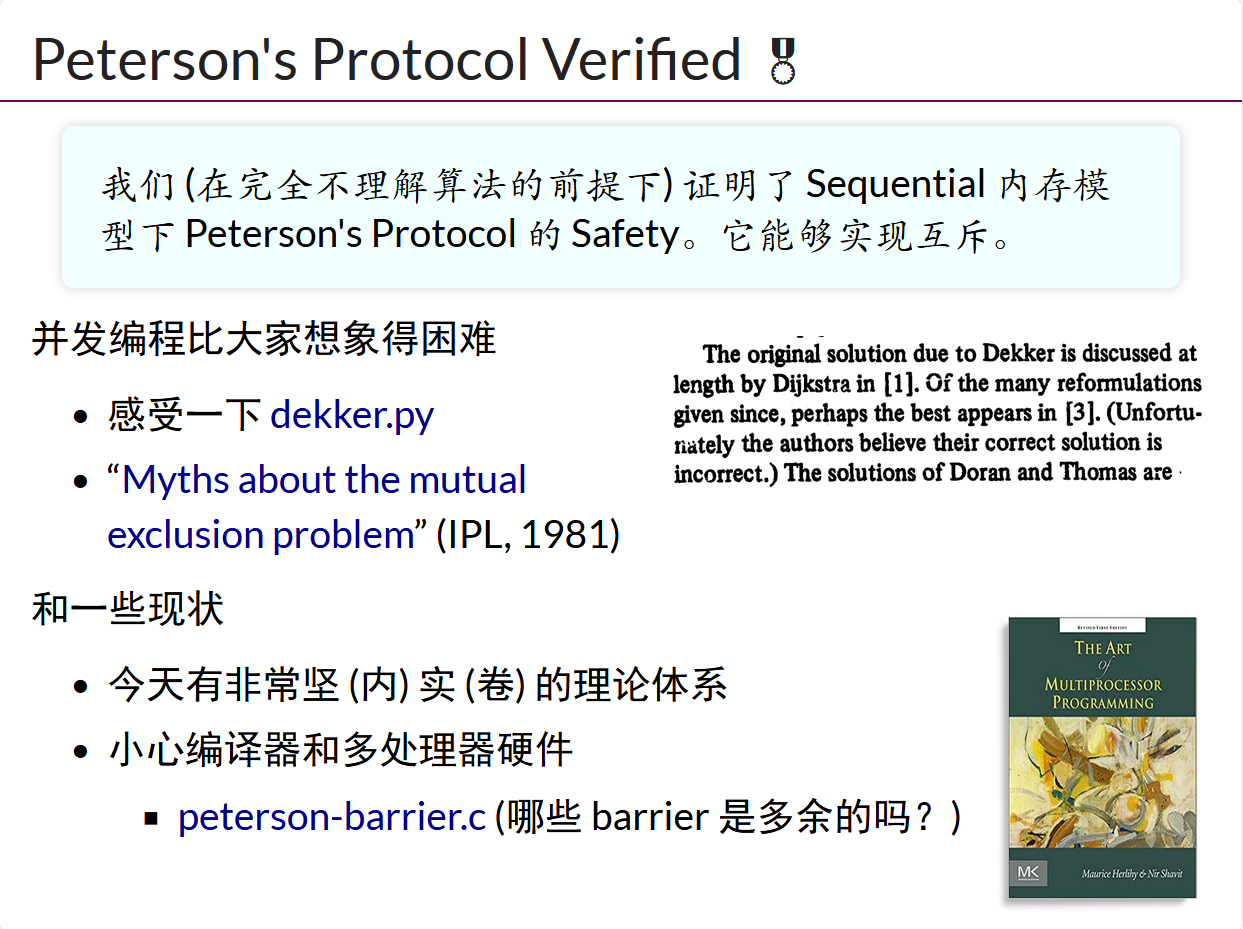 Peterson's Protocol Verified
我们 (在完全不理解算法的前提下) 证明了 Sequential 内存模
型下 Peterson's Protocol 的 Safety。它能够实现互斥。
并发编程比大家想象得困难
• 感受一下 dekker.py
• “Myths about the mutual
exclusion problem” (IPL, 1981)
The original solution due to Dekker is discussed at
length by Dijkstra in [1]. Of the many reformulations
given since, perhaps the best appears in [3]. (Unfortu-
nately the authors believe their correct solution is
incorrect.) The solutions of Doran and Thomas are
和一些现状
• 今天有非常坚 (内) 实 (卷) 的理论体系
• 小心编译器和多处理器硬件
▪ peterson-barrier.c (哪些 barrier 是多余的吗？)
REVISED FIRST EDITION
THE ART
of
MULTIPROCESSOR
PROGRAMMING
MK
Maurice Herlihy & Nir Shavit